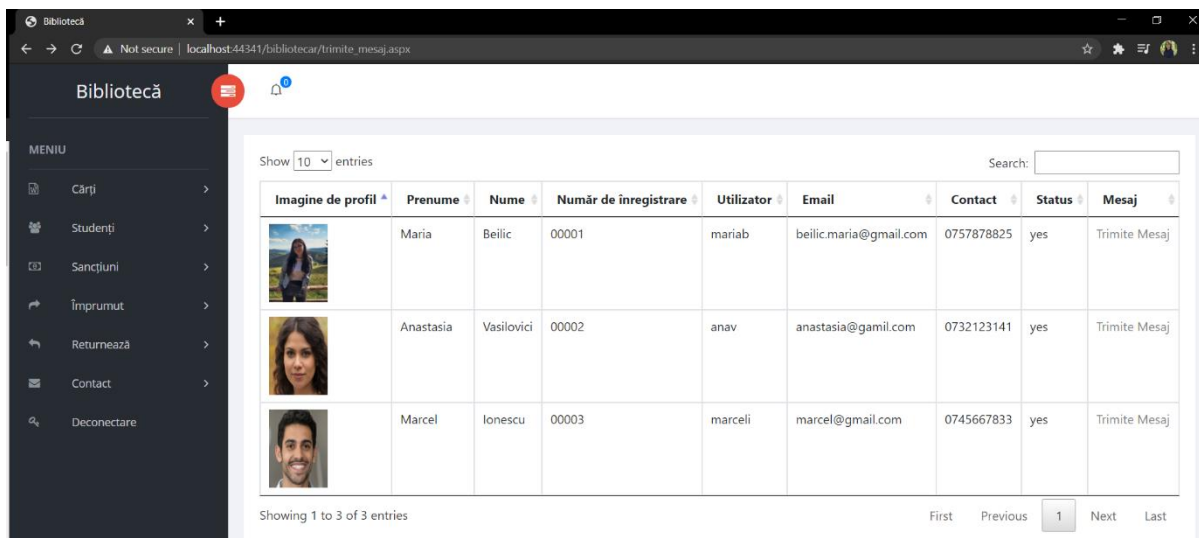 Bibliotecă
Not secure | localhost:44341/bibliotecar/trimite_mesaj.aspx
Bibliotecă
0
MENIU
Cărți
Studenți
Sancțiuni
Împrumut
Returnează
Contact
Deconectare
Show 10 entries
Search:
Imagine de profil Prenume Nume Număr de înregistrare Utilizator Email Contact Status Mesaj
Maria Beilic 00001 mariab beilic.maria@gmail.com 0757878825 yes Trimite Mesaj
Anastasia Vasilovici 00002 anav anastasia@gamil.com 0732123141 yes Trimite Mesaj
Marcel Ionescu 00003 marceli marcel@gmail.com 0745667833 yes Trimite Mesaj
Showing 1 to 3 of 3 entries
First Previous 1 Next Last